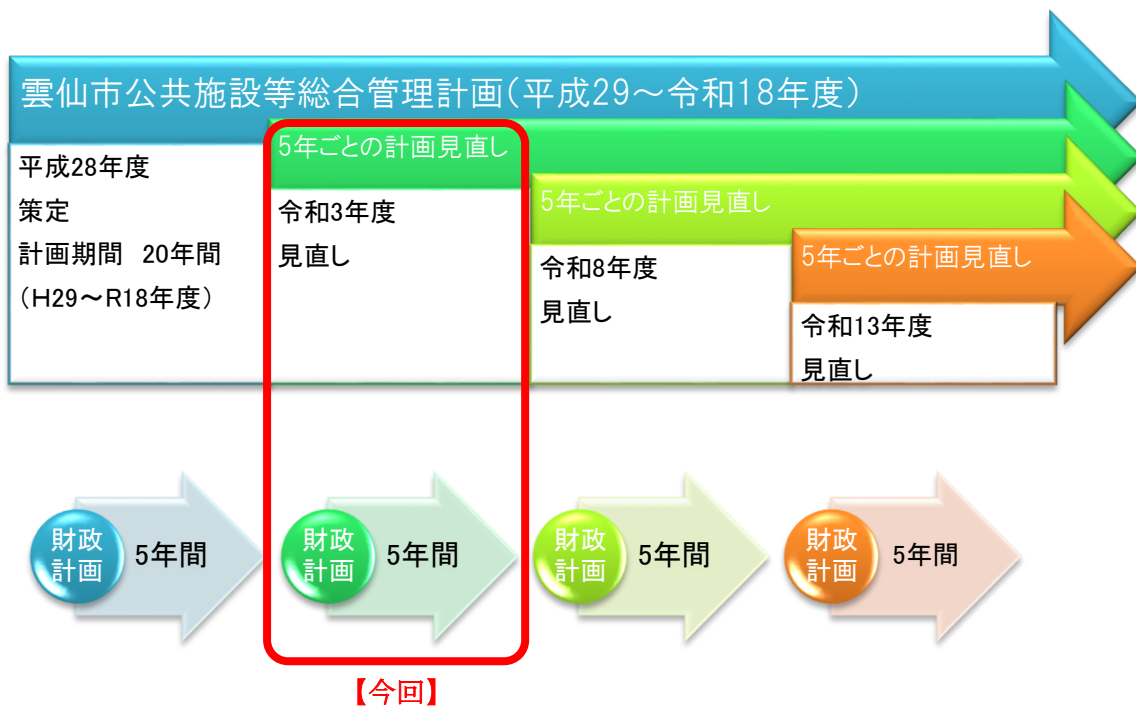 雲仙市公共施設等総合管理計画(平成29～令和18年度)
平成28年度
策定
計画期間　20年間
(H29～R18年度)
5年ごとの計画見直し
令和3年度
見直し
5年ごとの計画見直し
令和8年度
見直し
5年ごとの計画見直し
令和13年度
見直し
財政
計画
5年間
財政
計画
5年間
財政
計画
5年間
財政
計画
5年間
【今回】